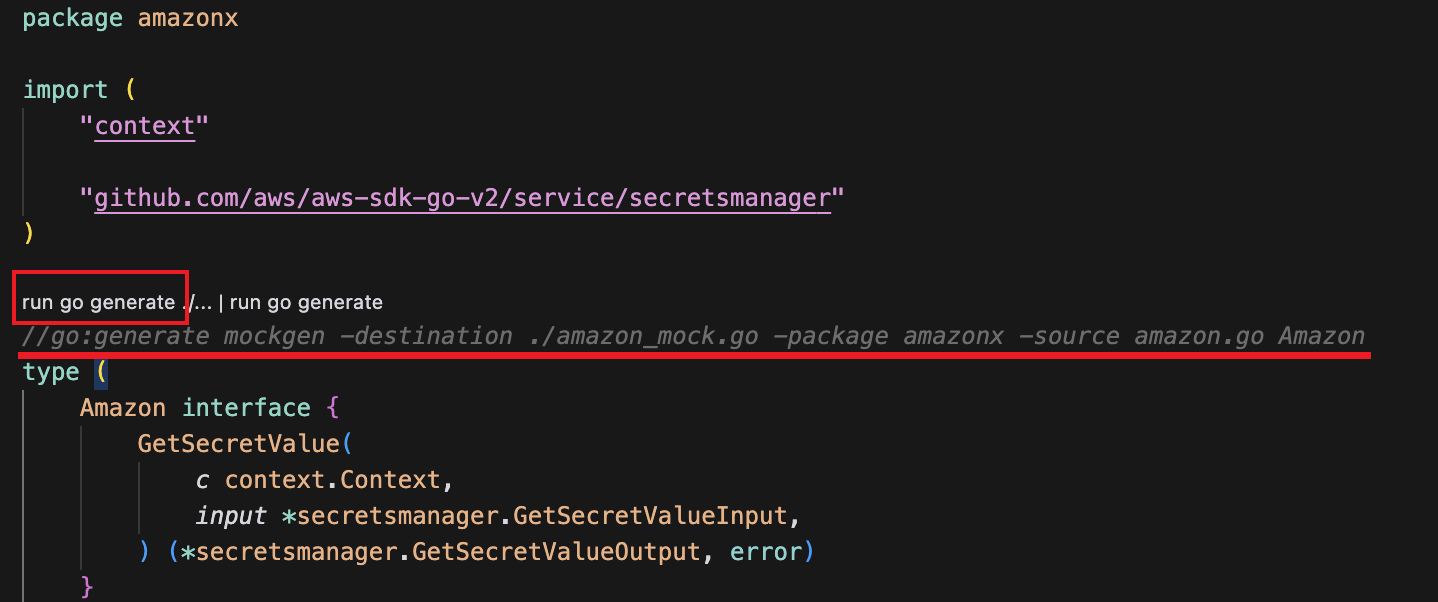 package amazonx
import (
"context"
"github.com/aws/aws-sdk-go-v2/service/secretsmanager"
)
run go generate ./... | run go generate
//go:generate mockgen -destination ./amazon_mock.go -package amazonx -source amazon.go Amazon
type (
Amazon interface {
GetSecretValue(
c context.Context,
input *secretsmanager.GetSecretValueInput,
) (*secretsmanager.GetSecretValueOutput, error)
}